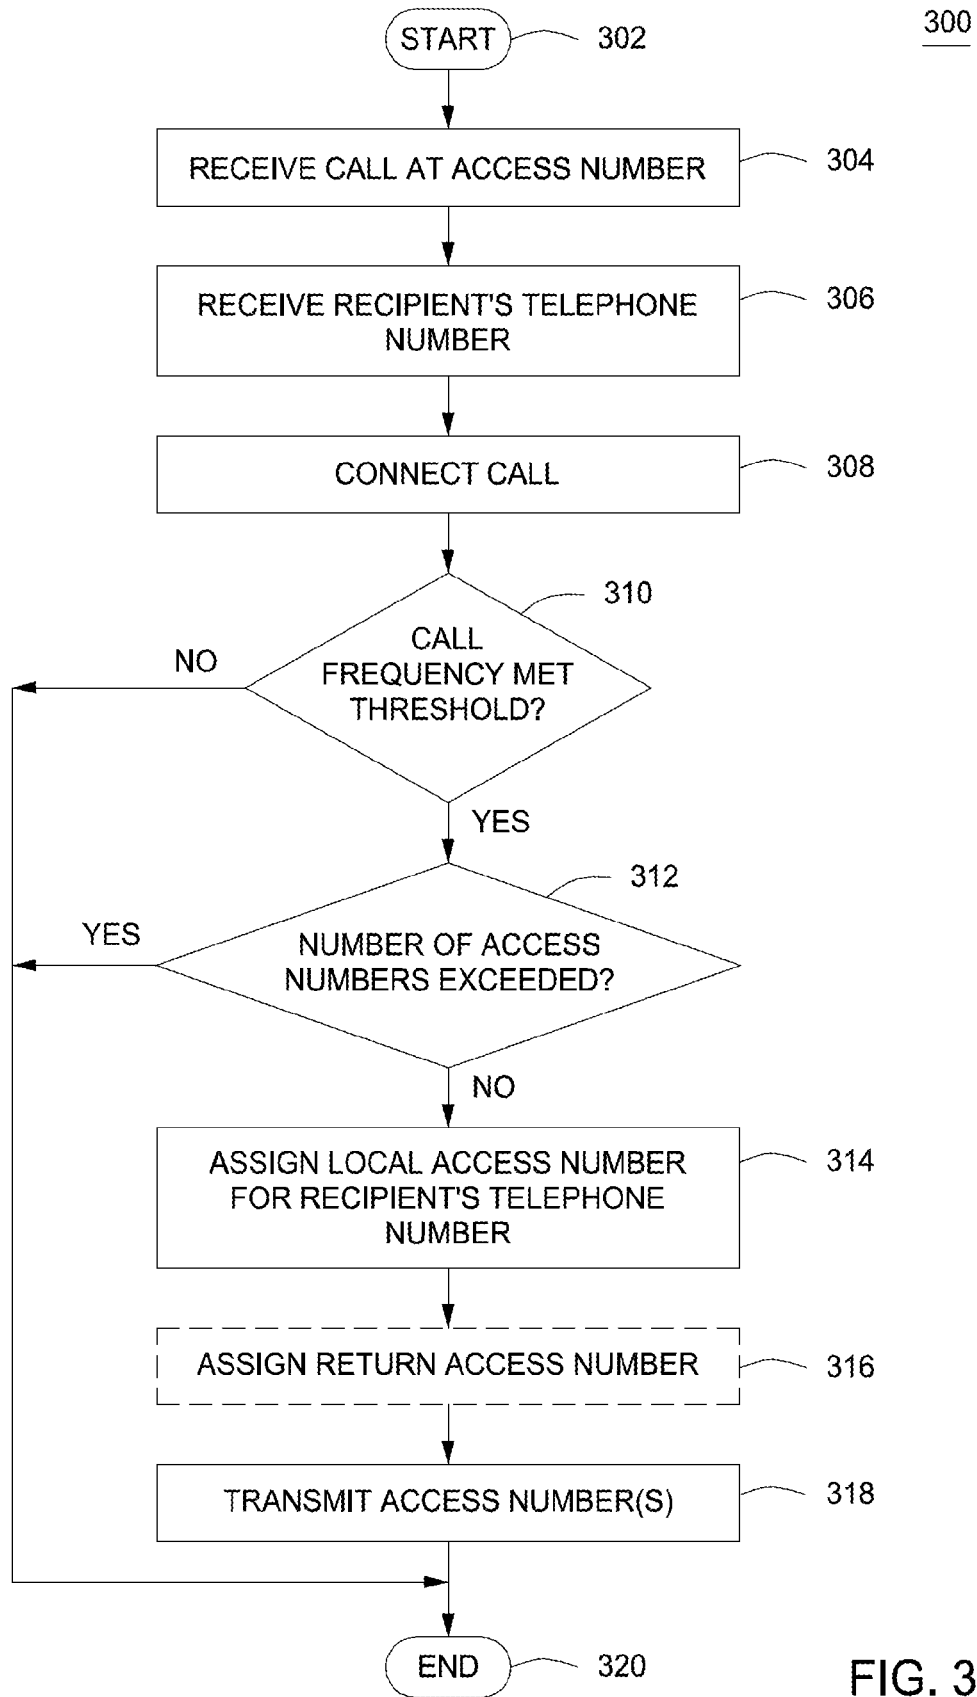 300
START
302
RECEIVE CALL AT ACCESS NUMBER
304
RECEIVE RECIPIENT'S TELEPHONE
NUMBER
306
CONNECT CALL
308
310
CALL
FREQUENCY MET
THRESHOLD?
NO
YES
312
NUMBER OF ACCESS
NUMBERS EXCEEDED?
YES
NO
ASSIGN LOCAL ACCESS NUMBER
FOR RECIPIENT'S TELEPHONE
NUMBER
314
ASSIGN RETURN ACCESS NUMBER
316
TRANSMIT ACCESS NUMBER(S)
318
END
320
FIG. 3